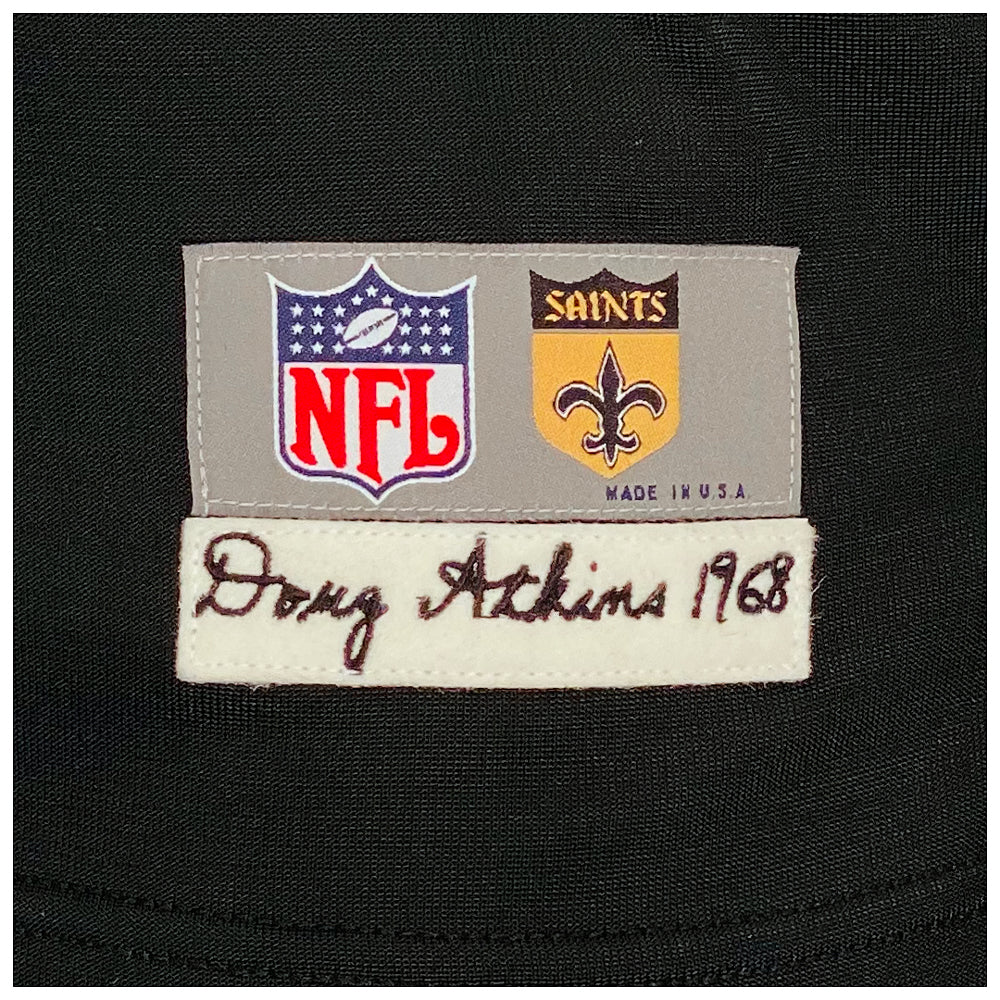 NFL
SAINTS
MADE IN U.S.A
Doug Atkins 1968